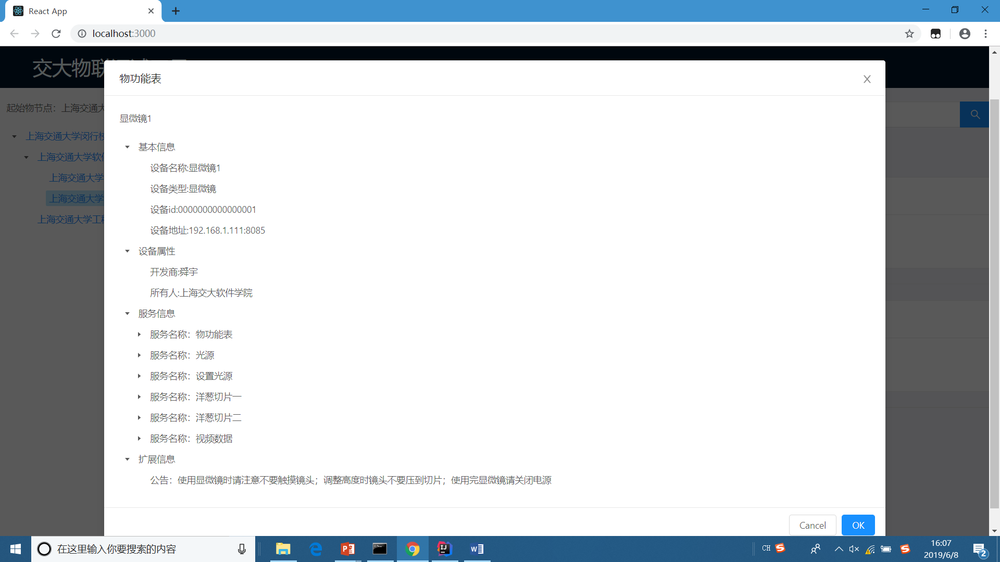 React App
localhost:3000
交大物联
物功能表
起始物节点：上海交通大
显微镜1
上海交通大学闵行校
基本信息
上海交通大学软件
设备名称:显微镜1
上海交通大学
设备类型:显微镜
上海交通大学
设备id:0000000000000001
上海交通大学工程
设备地址:192.168.1.111:8085
设备属性
开发商:舜宇
所有人:上海交大软件学院
服务信息
服务名称：物功能表
服务名称：光源
服务名称：设置光源
服务名称：洋葱切片一
服务名称：洋葱切片二
服务名称：视频数据
扩展信息
公告：使用显微镜时请注意不要触摸镜头；调整高度时镜头不要压到切片；使用完显微镜请关闭电源
Cancel OK
在这里输入你要搜索的内容
CH
16:07
2019/6/8
2